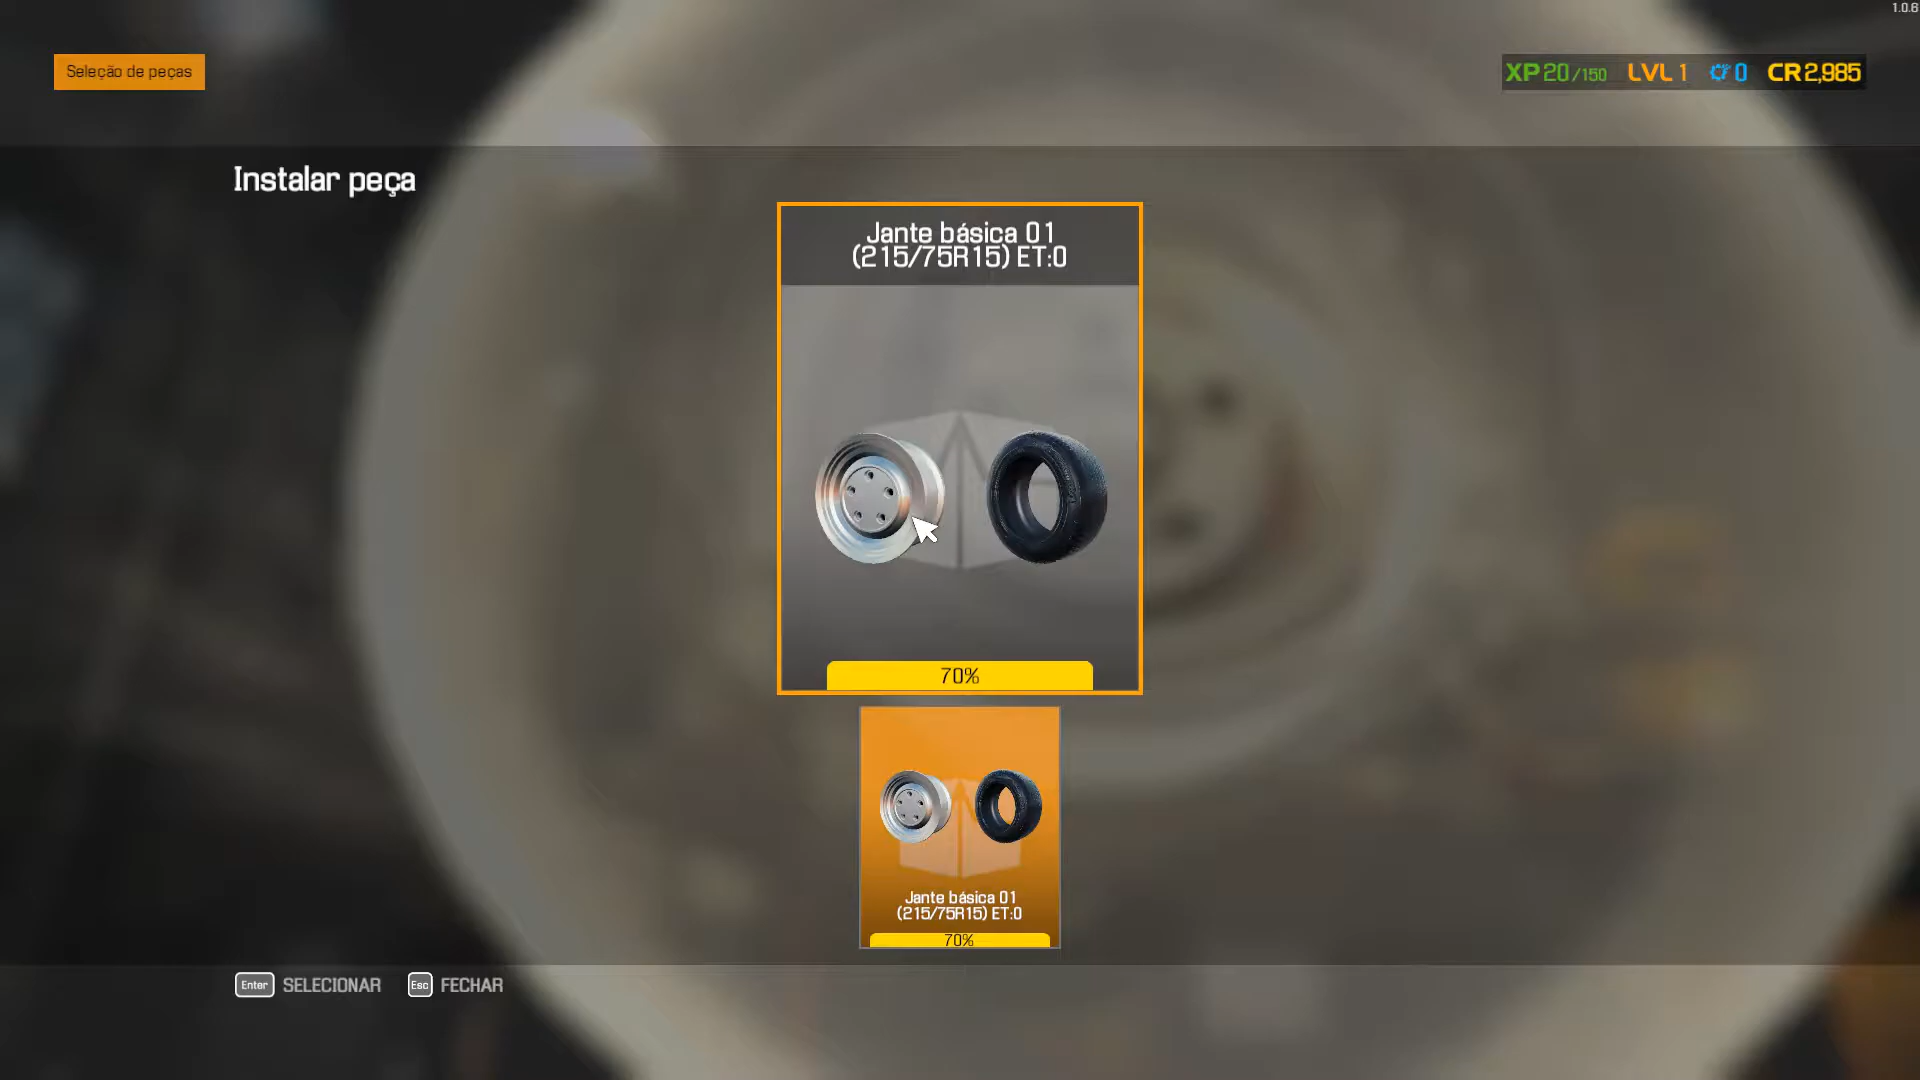 1.0.6
Seleção de peças
XP 20/150 LVL 1 0 CR 2,985
Instalar peça
Jante básica 01
(215/75R15) ET:0
70%
Jante básica 01
(215/75R15) ET:0
70%
Enter SELECIONAR Esc FECHAR